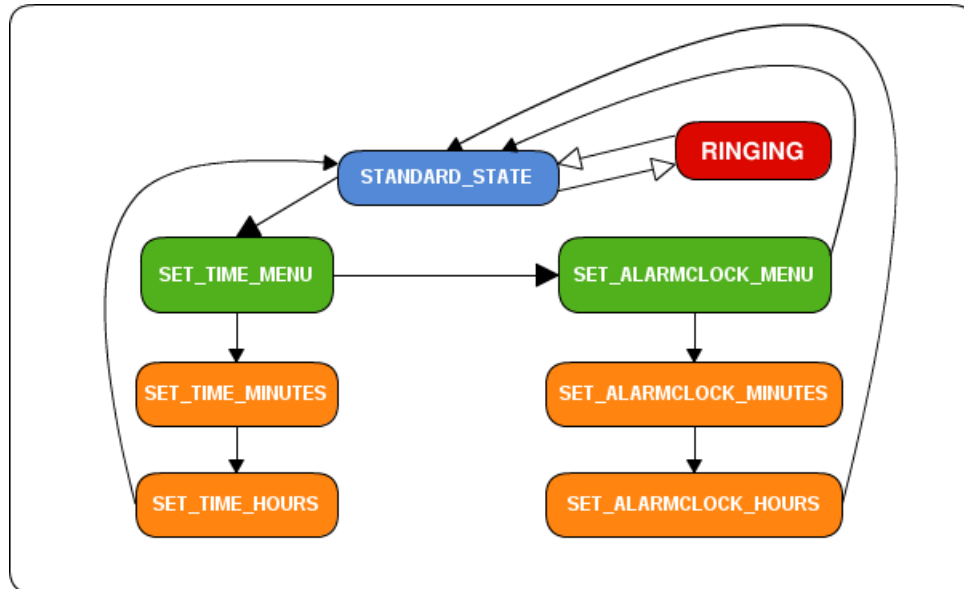 RINGING
STANDARD_STATE
SET_TIME_MENU
SET_ALARMCLOCK_MENU
SET_TIME_MINUTES
SET_ALARMCLOCK_MINUTES
SET_TIME_HOURS
SET_ALARMCLOCK_HOURS